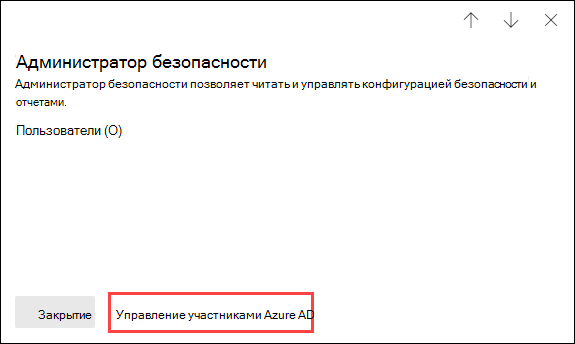 Администратор безопасности
Администратор безопасности позволяет читать и управлять конфигурацией безопасности и
отчетами.
Пользователи (О)
Закрытие
Управление участниками Azure AD